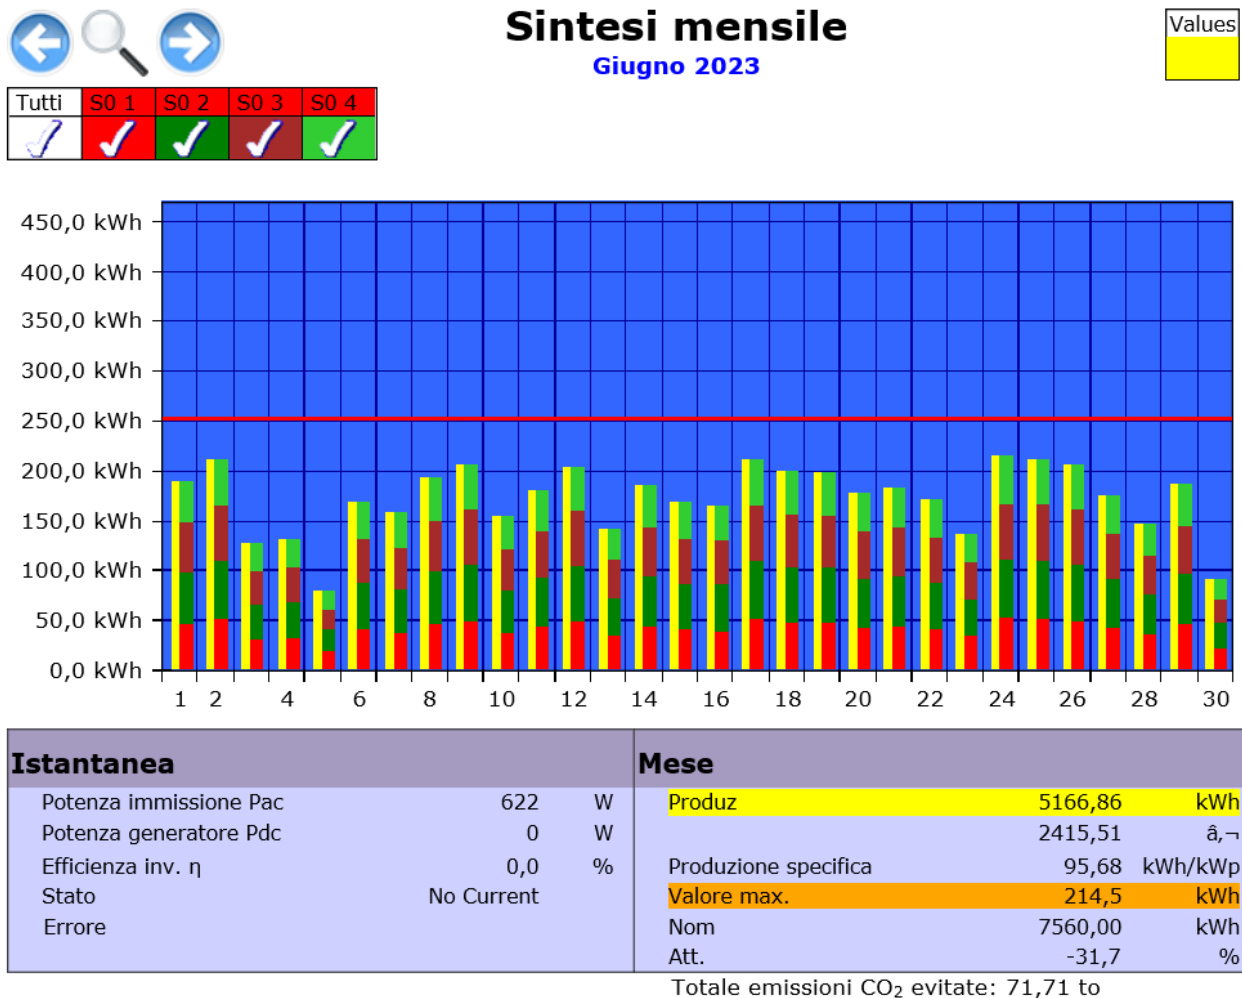 Sintesi mensile
Giugno 2023
Values
Tutti S0 1 S0 2 S0 3 S0 4
450,0 kWh
400,0 kWh
350,0 kWh
300,0 kWh
250,0 kWh
200,0 kWh
150,0 kWh
100,0 kWh
50,0 kWh
0,0 kWh
1 2 4 6 8 10 12 14 16 18 20 22 24 26 28 30
Istantanea
Potenza immissione Pac 622 W
Potenza generatore Pdc 0 W
Efficienza inv. η 0,0 %
Stato No Current
Errore
Mese
Produz 5166,86 kWh
2415,51 â‚¬
Produzione specifica 95,68 kWh/kWp
Valore max. 214,5 kWh
Nom 7560,00 kWh
Att. -31,7 %
Totale emissioni CO₂ evitate: 71,71 to